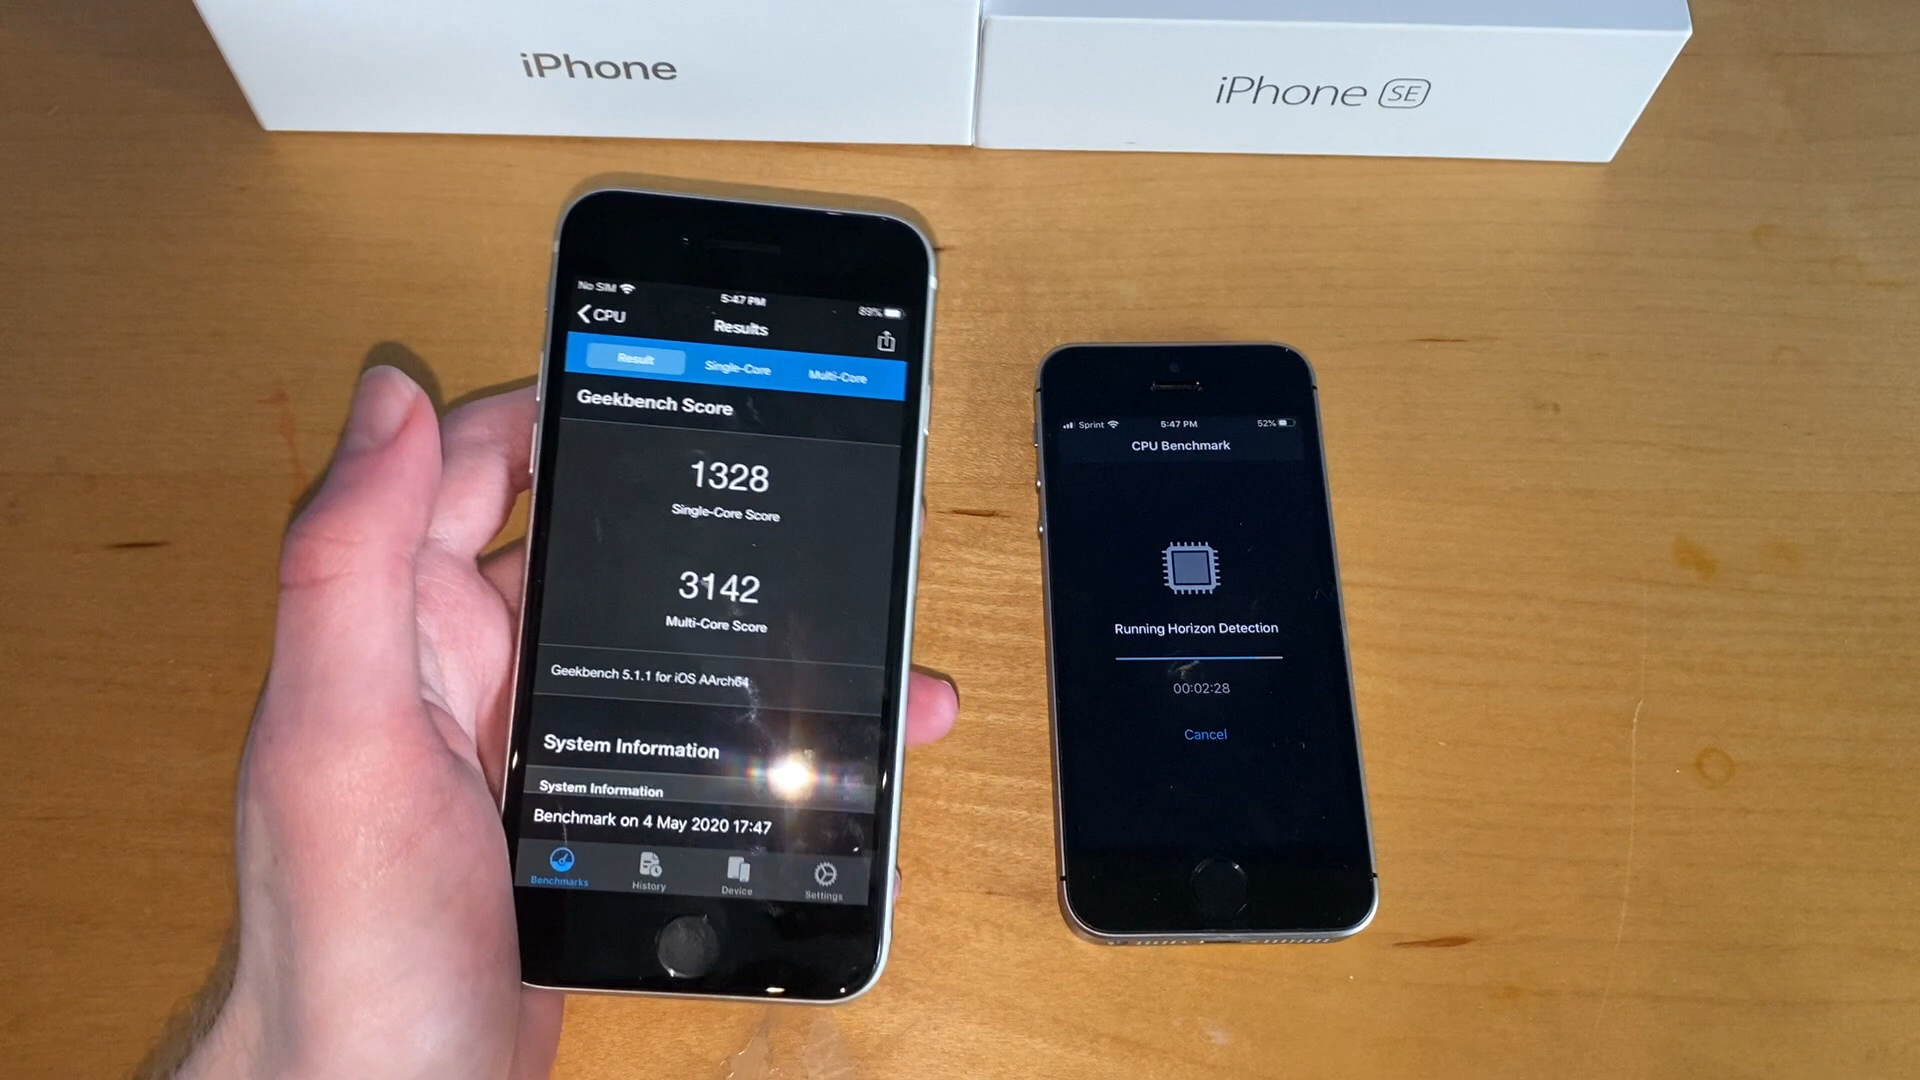 iPhone
iPhone SE
No SIM
5:47 PM
89%
CPU
Results
Result
Single-Core
Multi-Core
Geekbench Score
1328
Single-Core Score
3142
Multi-Core Score
Geekbench 5.1.1 for iOS AArch64
System Information
System Information
Benchmark on 4 May 2020 17:47
Benchmarks
History
Device
Settings
Sprint
5:47 PM
52%
CPU Benchmark
Running Horizon Detection
00:02:28
Cancel